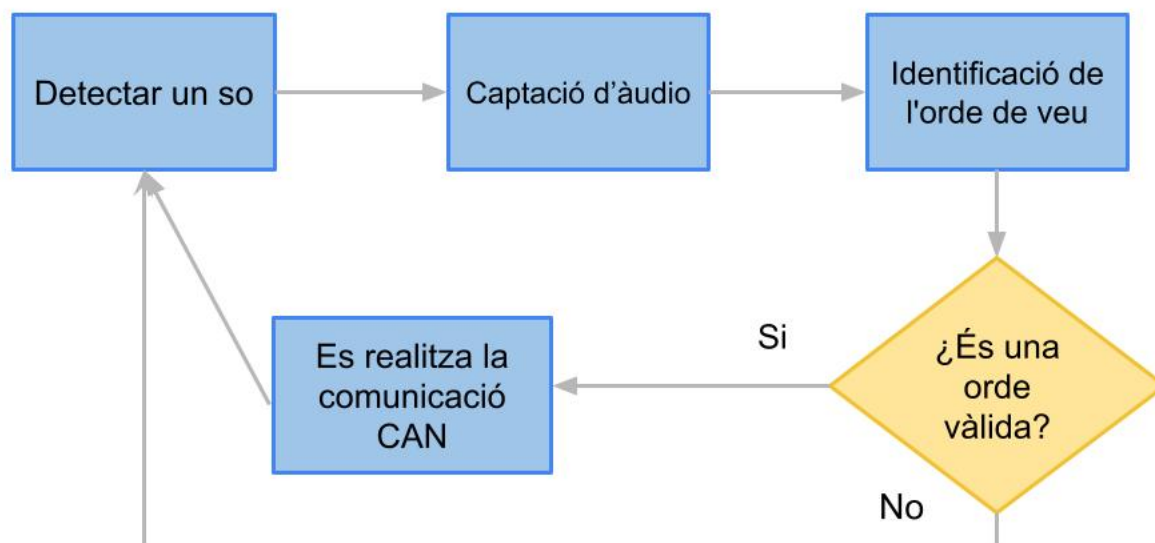 Detectar un so
Captació d'àudio
Identificació de
l'orde de veu
¿És una
orde
vàlida?
Si
Es realitza la
comunicació
CAN
No